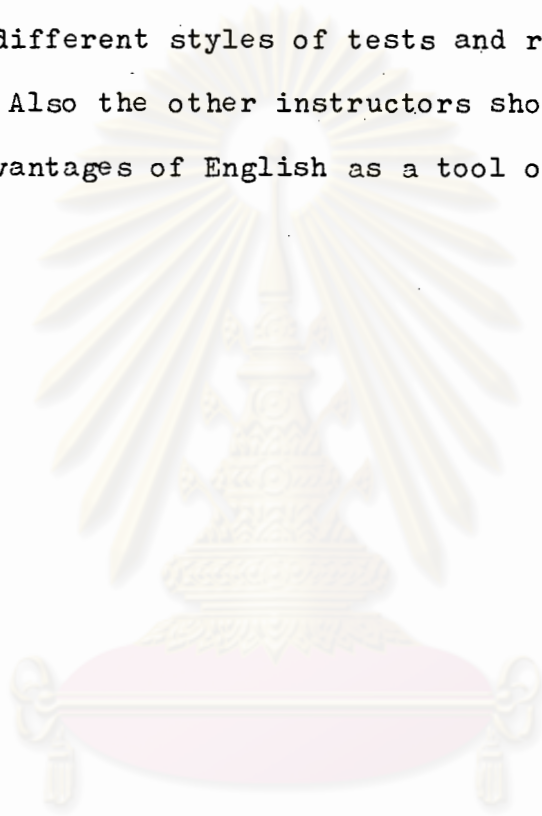 different styles of tests and r
Also the other instructors sho
vantages of English as a tool o